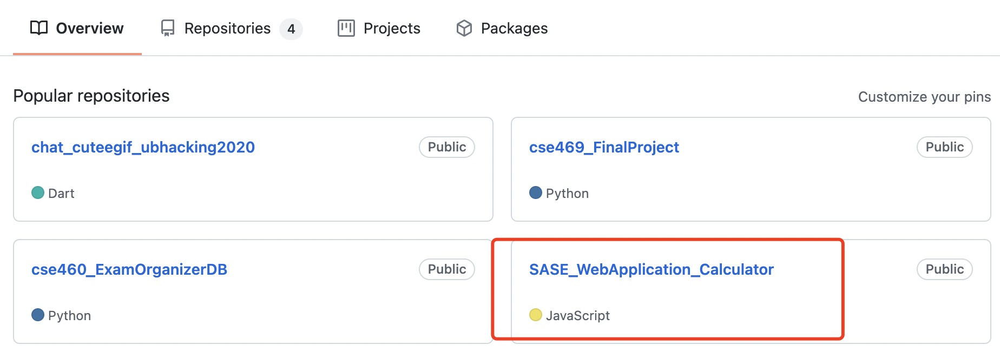 Overview Repositories 4 Projects Packages
Popular repositories Customize your pins
chat_cuteegif_ubhacking2020 Public
Dart
cse469_FinalProject Public
Python
cse460_ExamOrganizerDB Public
Python
SASE_WebApplication_Calculator Public
JavaScript